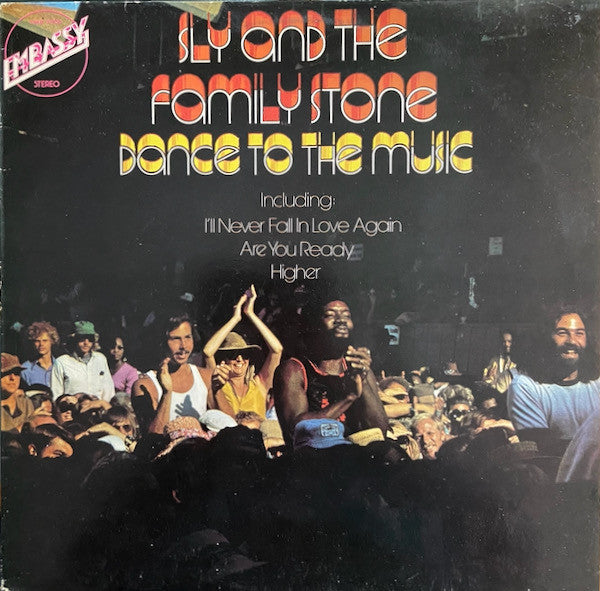 EMBASSY
STEREO
SLY AND THE
FAMILY STONE
DANCE TO THE MUSIC
Including:
I'll Never Fall In Love Again
Are You Ready
Higher